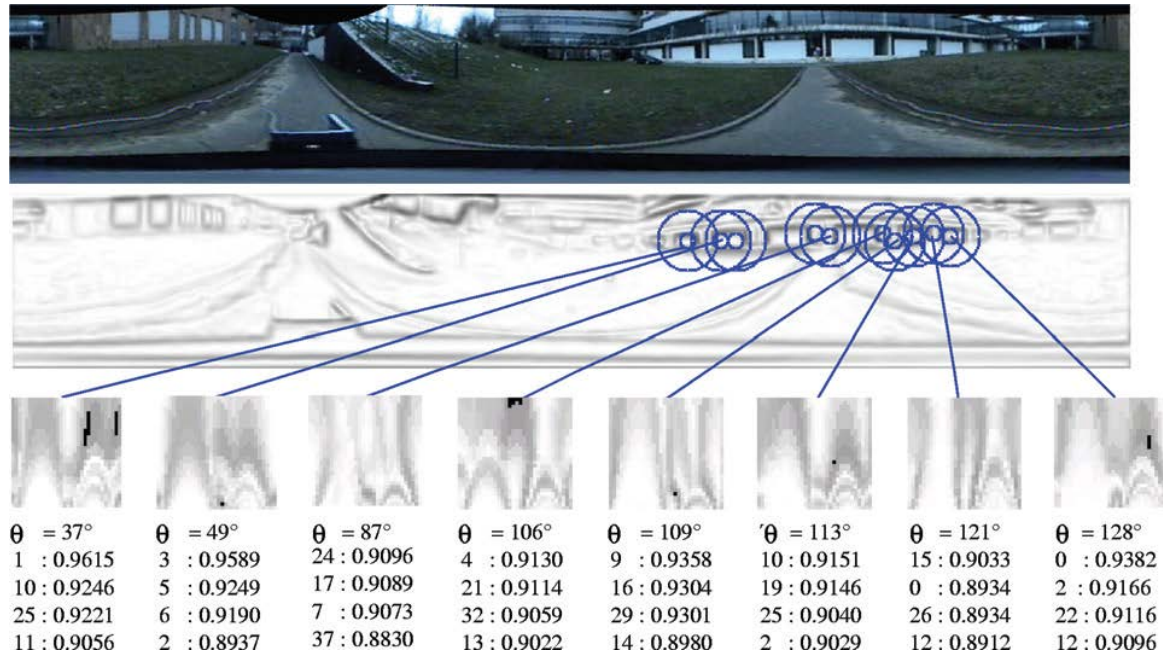 θ = 37° θ = 49° θ = 87° θ = 106° θ = 109° θ = 113° θ = 121° θ = 128°
1 : 0.9615 3 : 0.9589 24 : 0.9096 4 : 0.9130 9 : 0.9358 10 : 0.9151 15 : 0.9033 0 : 0.9382
10 : 0.9246 5 : 0.9249 17 : 0.9089 21 : 0.9114 16 : 0.9304 19 : 0.9146 0 : 0.8934 2 : 0.9166
25 : 0.9221 6 : 0.9190 7 : 0.9073 32 : 0.9059 29 : 0.9301 25 : 0.9040 26 : 0.8934 22 : 0.9116
11 : 0.9056 2 : 0.8937 37 : 0.8830 13 : 0.9022 14 : 0.8980 2 : 0.9029 12 : 0.8912 12 : 0.9096